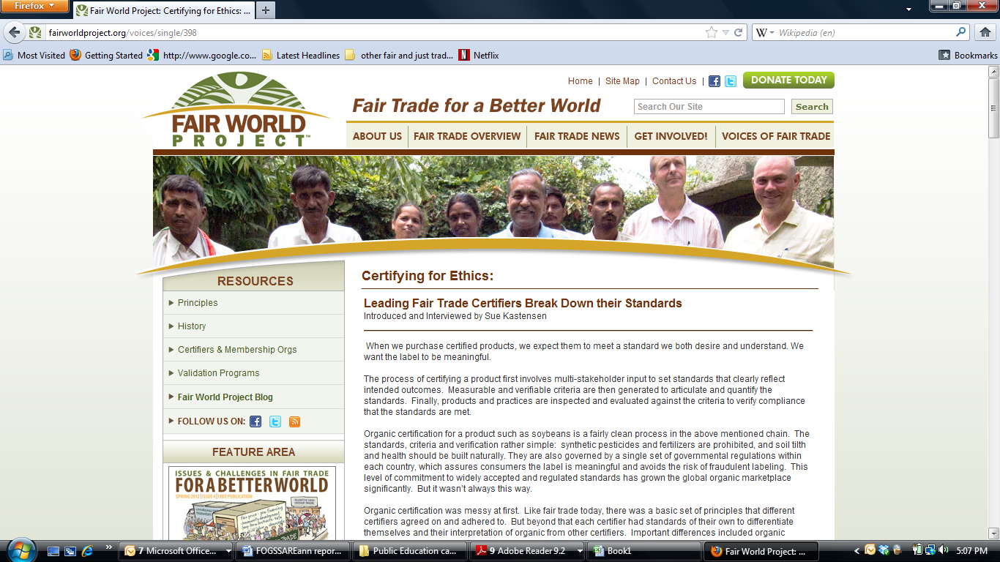 Firefox
Fair World Project: Certifying for Ethics: ...
fairworldproject.org/voices/single/398
W
Wikipedia (en)
Most Visited
Getting Started
http://www.google.co...
Latest Headlines
other fair and just trad...
Netflix
Bookmarks
Home | Site Map | Contact Us |
DONATE TODAY
FAIR WORLD
PROJECT™
Fair Trade for a Better World
Search Our Site
Search
ABOUT US
FAIR TRADE OVERVIEW
FAIR TRADE NEWS
GET INVOLVED!
VOICES OF FAIR TRADE
RESOURCES
Principles
History
Certifiers & Membership Orgs
Validation Programs
Fair World Project Blog
FOLLOW US ON:
FEATURE AREA
ISSUES & CHALLENGES IN FAIR TRADE
FOR A BETTER WORLD
SPRING 2012 | ISSUE 4 | FREE PUBLICATION
Certifying for Ethics:
Leading Fair Trade Certifiers Break Down their Standards
Introduced and Interviewed by Sue Kastensen
When we purchase certified products, we expect them to meet a standard we both desire and understand. We
want the label to be meaningful.
The process of certifying a product first involves multi-stakeholder input to set standards that clearly reflect
intended outcomes.  Measurable and verifiable criteria are then generated to articulate and quantify the
standards.  Finally, products and practices are inspected and evaluated against the criteria to verify compliance
that the standards are met.
Organic certification for a product such as soybeans is a fairly clean process in the above mentioned chain.  The
standards, criteria and verification rather simple:  synthetic pesticides and fertilizers are prohibited, and soil tilth
and health should be built naturally. They are also governed by a single set of governmental regulations within
each country, which assures consumers the label is meaningful and avoids the risk of fraudulent labeling.  This
level of commitment to widely accepted and regulated standards has grown the global organic marketplace
significantly.  But it wasn't always this way.
Organic certification was messy at first.  Like fair trade today, there was a basic set of principles that different
certifiers agreed on and adhered to.  But beyond that each certifier had standards of their own to differentiate
themselves and their interpretation of organic from other certifiers.  Important differences included organic
7 Microsoft Office...
FOGSSAREann repor...
Public Education ca...
9 Adobe Reader 9.2
Book1
Fair World Project: ...
5:07 PM